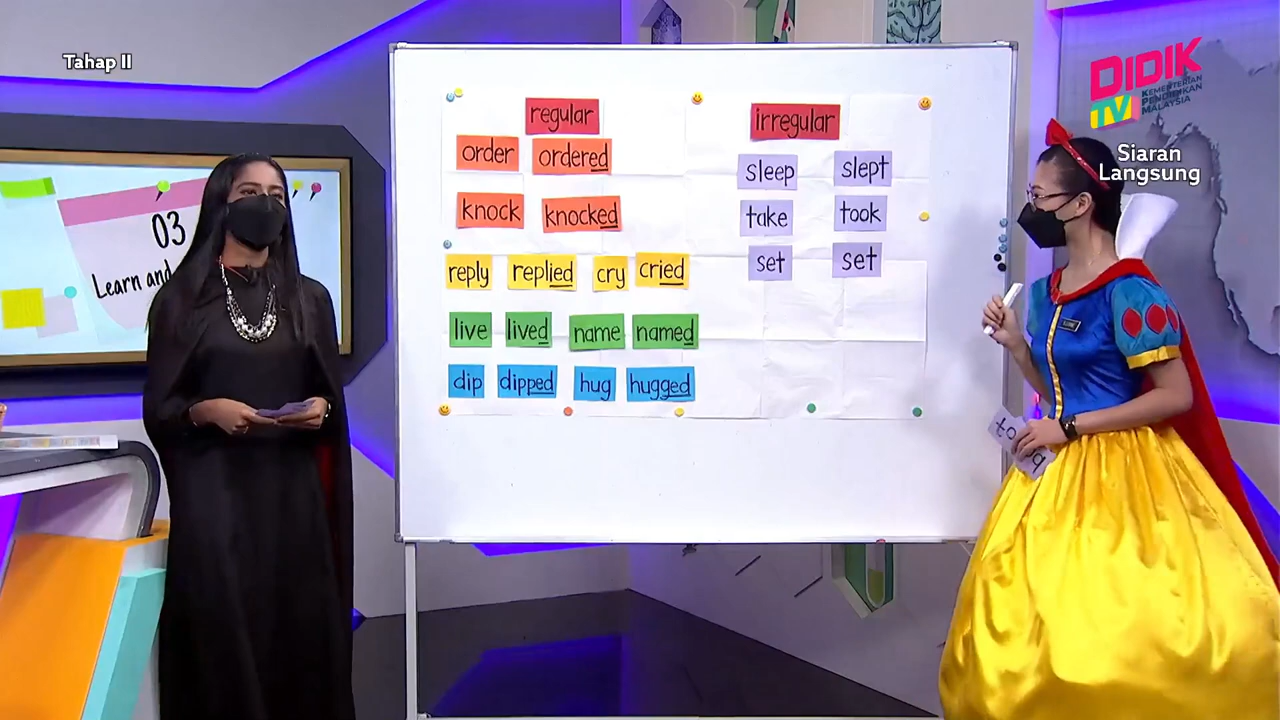 Tahap II
DIDIK
TV
KEMENTERIAN
PENDIDIKAN
MALAYSIA
Siaran
Langsung
03
Learn and
regular
order ordered
knock knocked
reply replied cry cried
live lived name named
dip dipped hug hugged
irregular
sleep slept
take took
set set